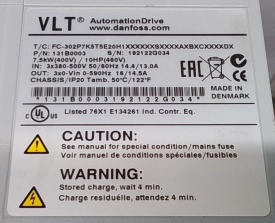 VLT® AutomationDrive
www.danfoss.com
T/C: FC-302P7K5T5E20H1XXXXXXSXXXXAXBXCXXXXDX
P/N: 131B0003 S/N: 192122G034
7.5kW(400V) / 10HP(460V)
IN: 3x380-500V 50/60Hz 14.4/13.0A
OUT: 3x0-Vin 0-590Hz 16/14.5A
CHASSIS/IP20 Tamb. 50°C/122°F
MADE IN
DENMARK
*131B0003192122G034*
Listed 76X1 E134261 Ind. Contr. Eq.
CAUTION:
See manual for special condition/mains fuse
Voir manuel de conditions spéciales/fusibles
WARNING:
Stored charge, wait 4 min.
Charge residuelle, attendez 4 min.